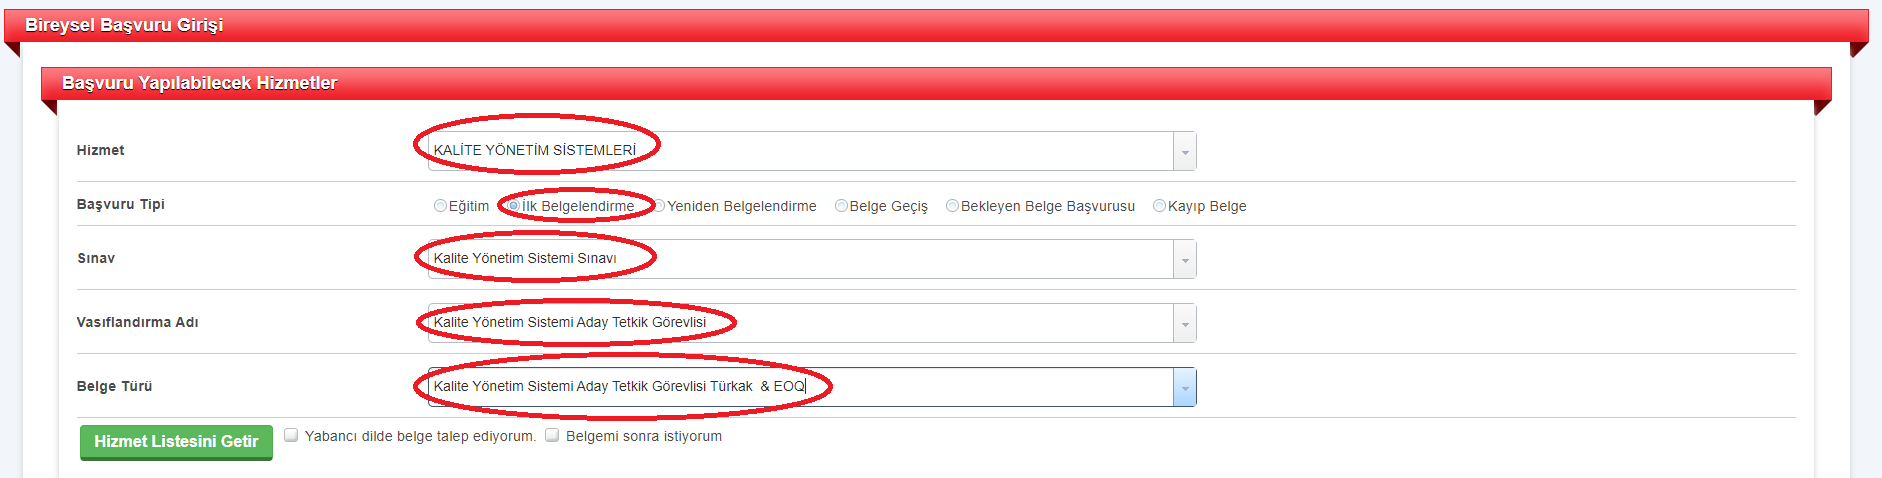 Bireysel Başvuru Girişi
Başvuru Yapılabilecek Hizmetler
Hizmet KALİTE YÖNETİM SİSTEMLERİ
Başvuru Tipi Eğitim İlk Belgelendirme Yeniden Belgelendirme Belge Geçiş Bekleyen Belge Başvurusu Kayıp Belge
Sınav Kalite Yönetim Sistemi Sınavı
Vasıflandırma Adı Kalite Yönetim Sistemi Aday Tetkik Görevlisi
Belge Türü Kalite Yönetim Sistemi Aday Tetkik Görevlisi Türkak & EOQ
Hizmet Listesini Getir Yabancı dilde belge talep ediyorum. Belgemi sonra istiyorum